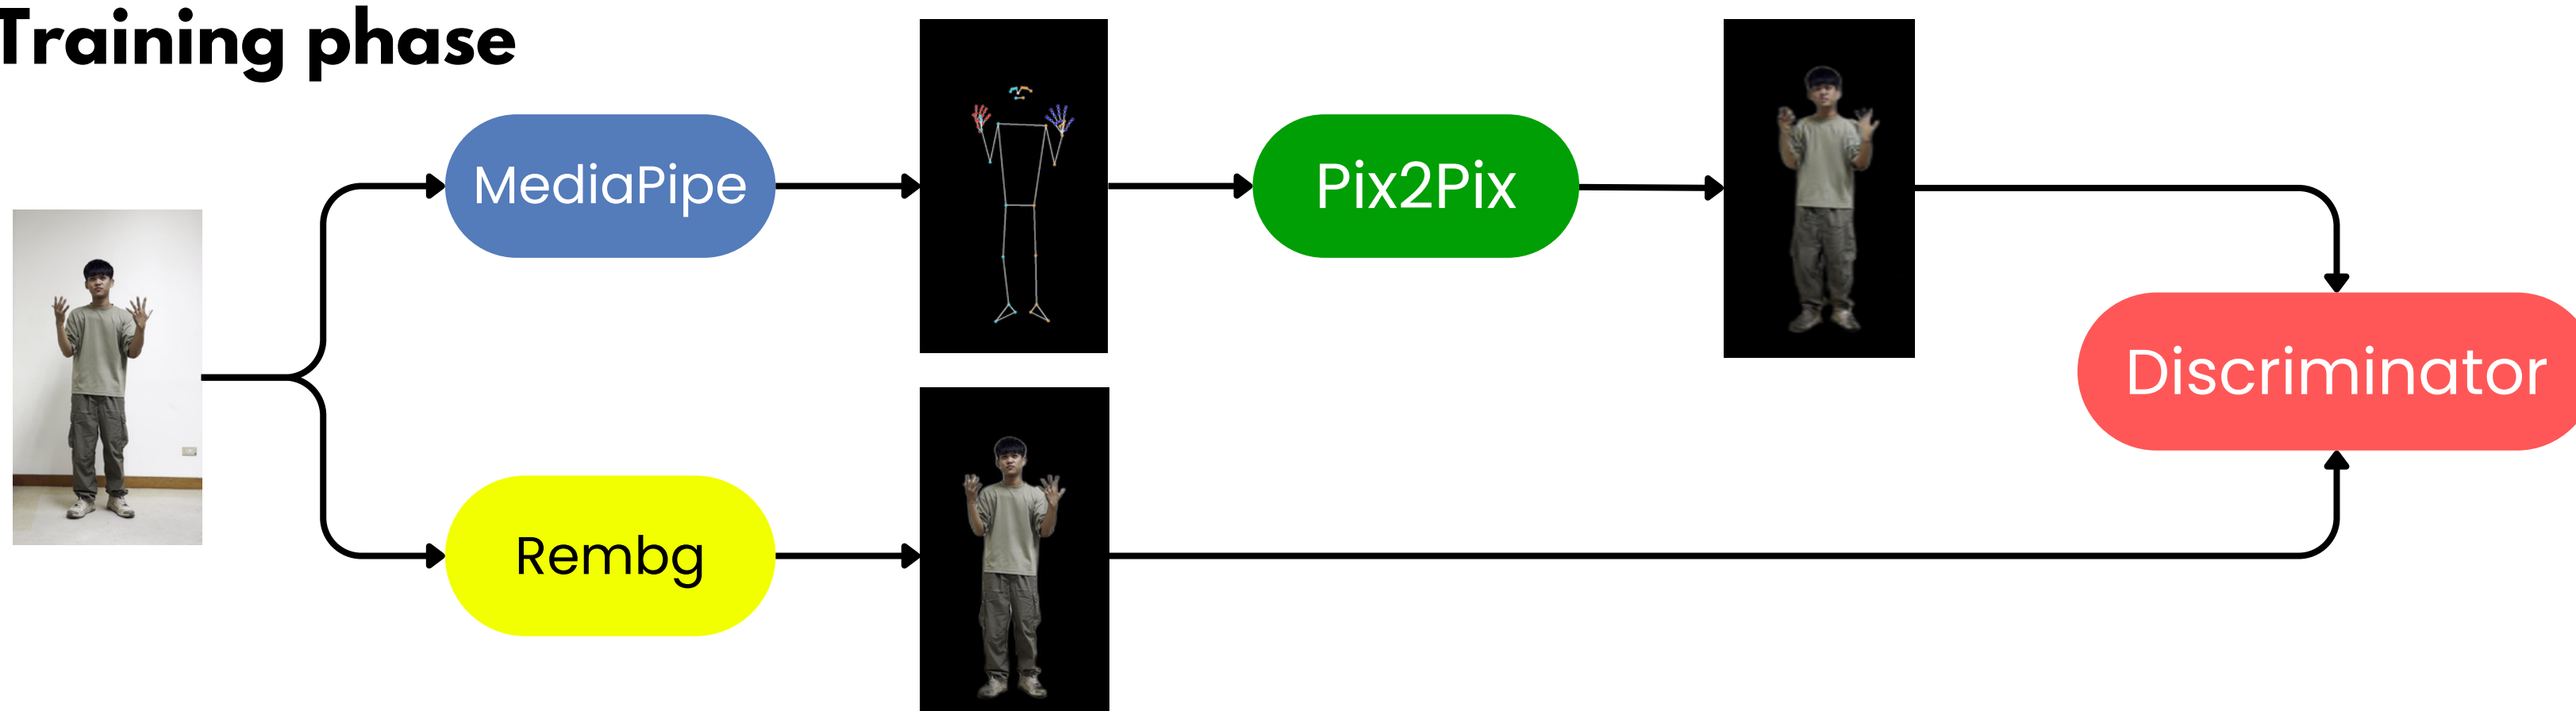 Training phase
MediaPipe
Pix2Pix
Discriminator
Rembg